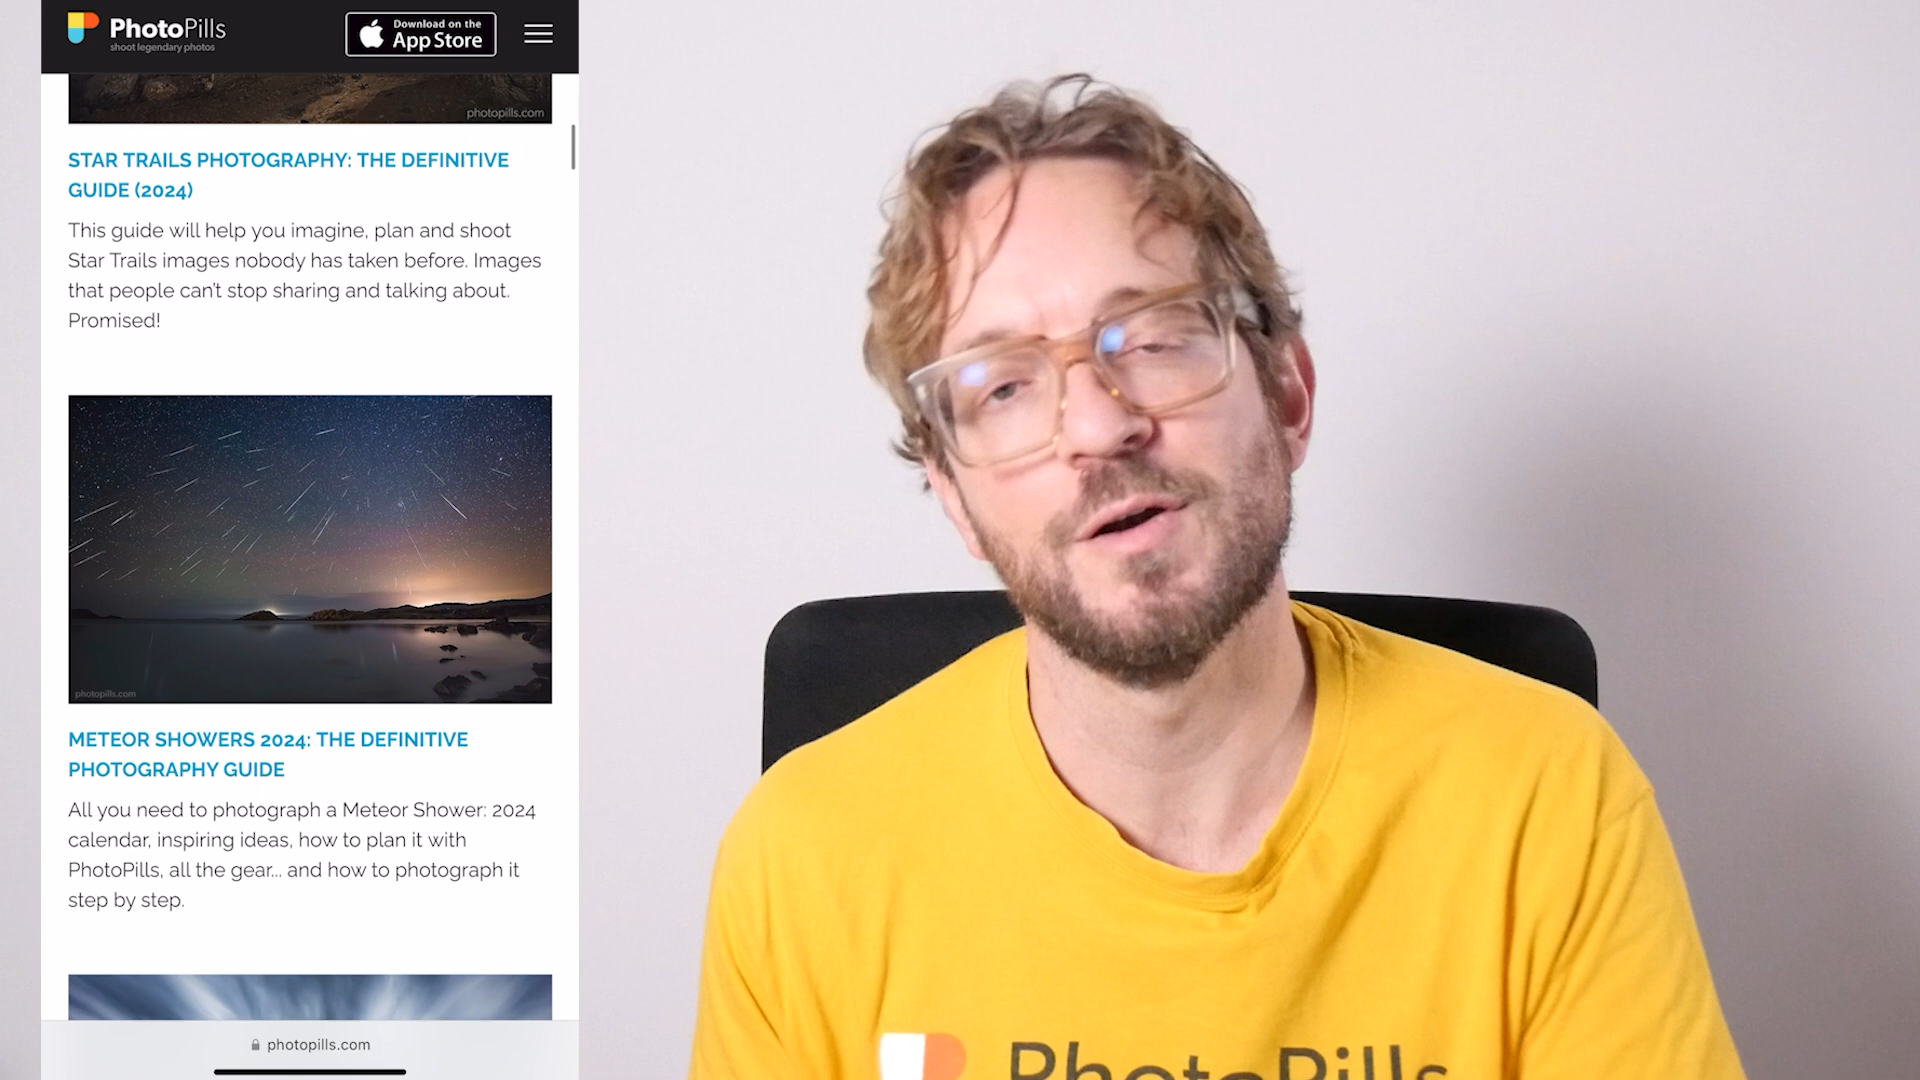 PhotoPills
shoot legendary photos
Download on the
App Store
photopills.com
STAR TRAILS PHOTOGRAPHY: THE DEFINITIVE
GUIDE (2024)
This guide will help you imagine, plan and shoot
Star Trails images nobody has taken before. Images
that people can't stop sharing and talking about.
Promised!
photopills.com
METEOR SHOWERS 2024: THE DEFINITIVE
PHOTOGRAPHY GUIDE
All you need to photograph a Meteor Shower: 2024
calendar, inspiring ideas, how to plan it with
PhotoPills, all the gear... and how to photograph it
step by step.
photopills.com
PhotoPills